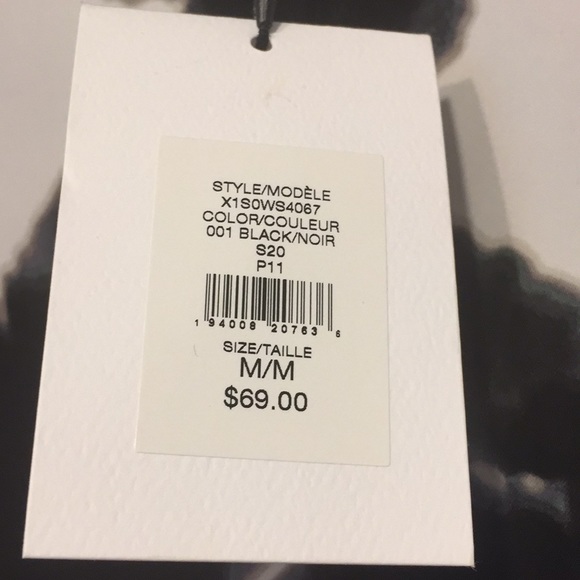 STYLE/MODÈLE
X1S0WS4067
COLOR/COULEUR
001 BLACK/NOIR
S20
P11
1 94008 20763 6
SIZE/TAILLE
M/M
$69.00